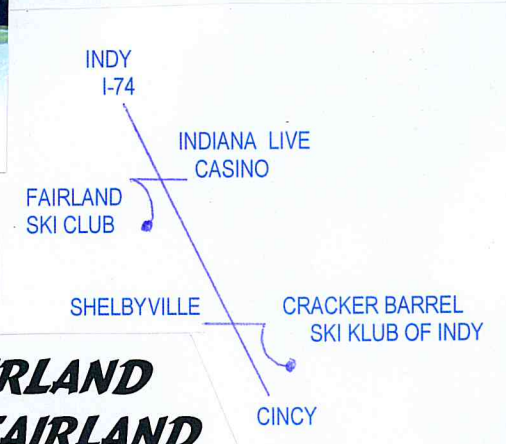 INDY
I-74
INDIANA LIVE
CASINO
FAIRLAND
SKI CLUB
SHELBYVILLE
CRACKER BARREL
SKI KLUB OF INDY
CINCY